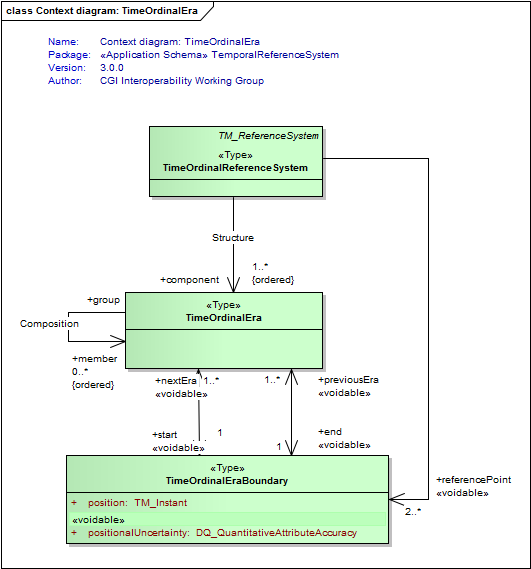 class Context diagram: TimeOrdinalEra
Name: Context diagram: TimeOrdinalEra
Package: «Application Schema» TemporalReferenceSystem
Version: 3.0.0
Author: CGI Interoperability Working Group
TM_ReferenceSystem
«Type»
TimeOrdinalReferenceSystem
Structure
+component
1..*
{ordered}
«Type»
TimeOrdinalEra
+group
Composition
+member
0..*
{ordered}
+nextEra 1..*
«voidable»
1..* +previousEra
«voidable»
+start 1
«voidable»
1 +end
«voidable»
«Type»
TimeOrdinalEraBoundary
+ position: TM_Instant
«voidable»
+ positionalUncertainty: DQ_QuantitativeAttributeAccuracy
+referencePoint
«voidable»
2..*